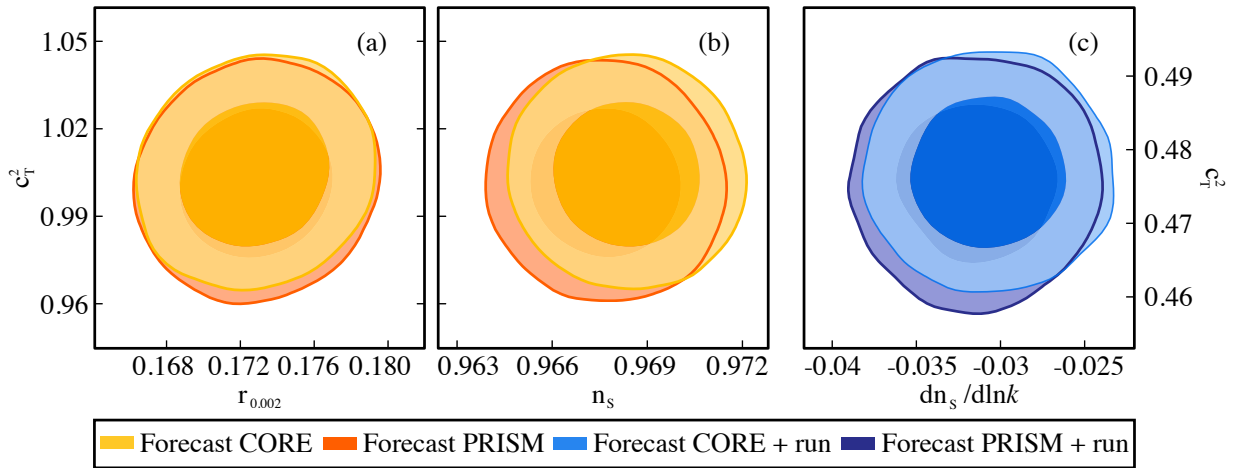 (a) (b) (c)
1.05
1.02
0.99
0.96
c_T^2
0.49
0.48
0.47
0.46
c_T^2
0.168 0.172 0.176 0.180
0.963 0.966 0.969 0.972
-0.04 -0.035 -0.03 -0.025
r_0.002
n_s
dn_s/dlnk
Forecast CORE
Forecast PRISM
Forecast CORE + run
Forecast PRISM + run